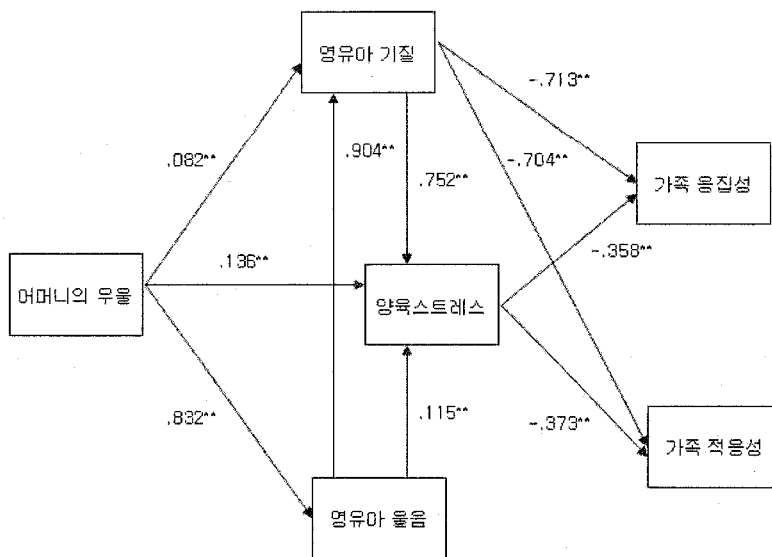 영유아 기질
-.713**
.082**
.904**
-.704**
.752**
가족 응집성
.136**
-.358**
어머니의 우울
양육스트레스
.832**
.115**
-.373**
가족 적응성
영유아 울음